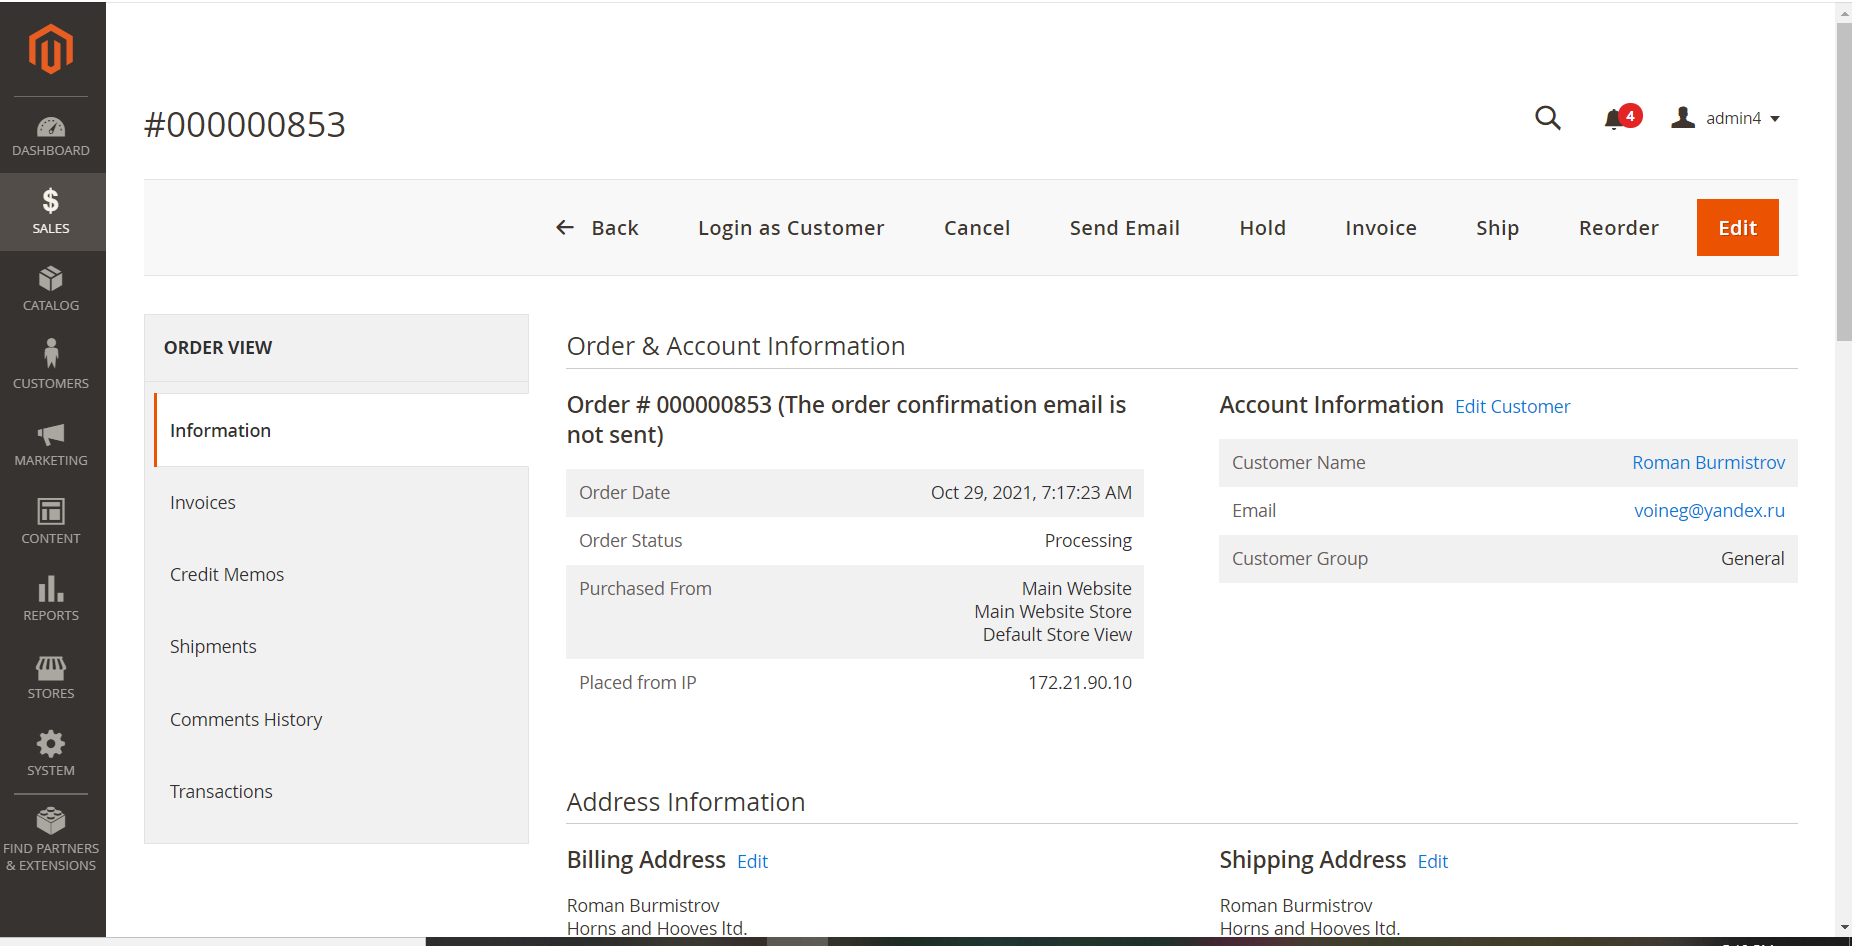 #000000853
4
admin4
DASHBOARD
SALES
CATALOG
CUSTOMERS
MARKETING
CONTENT
REPORTS
STORES
SYSTEM
FIND PARTNERS
& EXTENSIONS
Back
Login as Customer
Cancel
Send Email
Hold
Invoice
Ship
Reorder
Edit
ORDER VIEW
Information
Invoices
Credit Memos
Shipments
Comments History
Transactions
Order & Account Information
Order # 000000853 (The order confirmation email is
not sent)
Order Date Oct 29, 2021, 7:17:23 AM
Order Status Processing
Purchased From Main Website
Main Website Store
Default Store View
Placed from IP 172.21.90.10
Account Information Edit Customer
Customer Name Roman Burmistrov
Email voineg@yandex.ru
Customer Group General
Address Information
Billing Address Edit
Roman Burmistrov
Horns and Hooves ltd.
Shipping Address Edit
Roman Burmistrov
Horns and Hooves ltd.